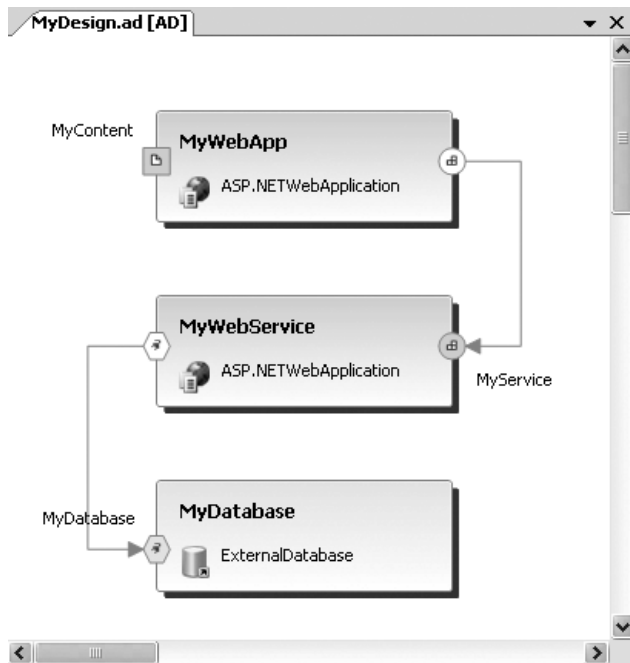 MyDesign.ad [AD]
MyContent
MyWebApp
ASP.NETWebApplication
MyWebService
ASP.NETWebApplication
MyService
MyDatabase
MyDatabase
ExternalDatabase